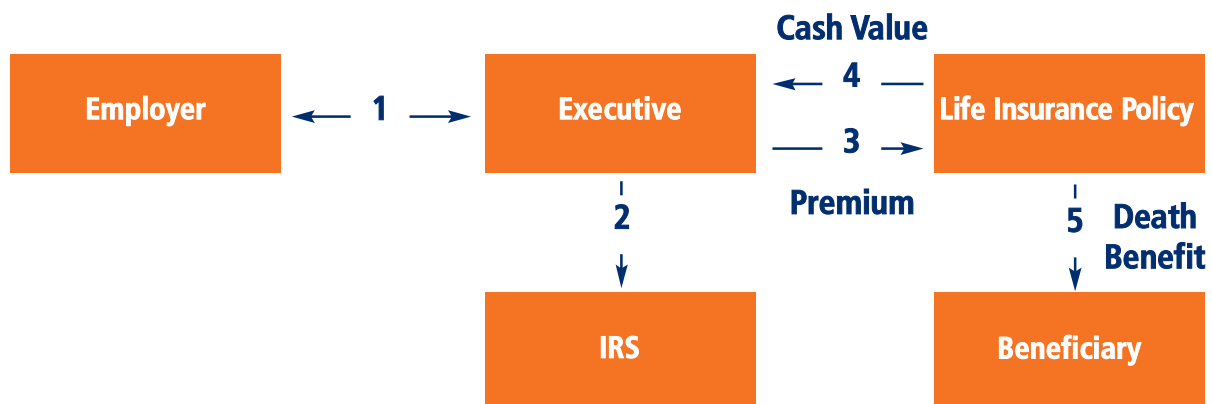 Cash Value
Employer
1
Executive
4
3
Life Insurance Policy
Premium
2
5
Death
Benefit
IRS
Beneficiary